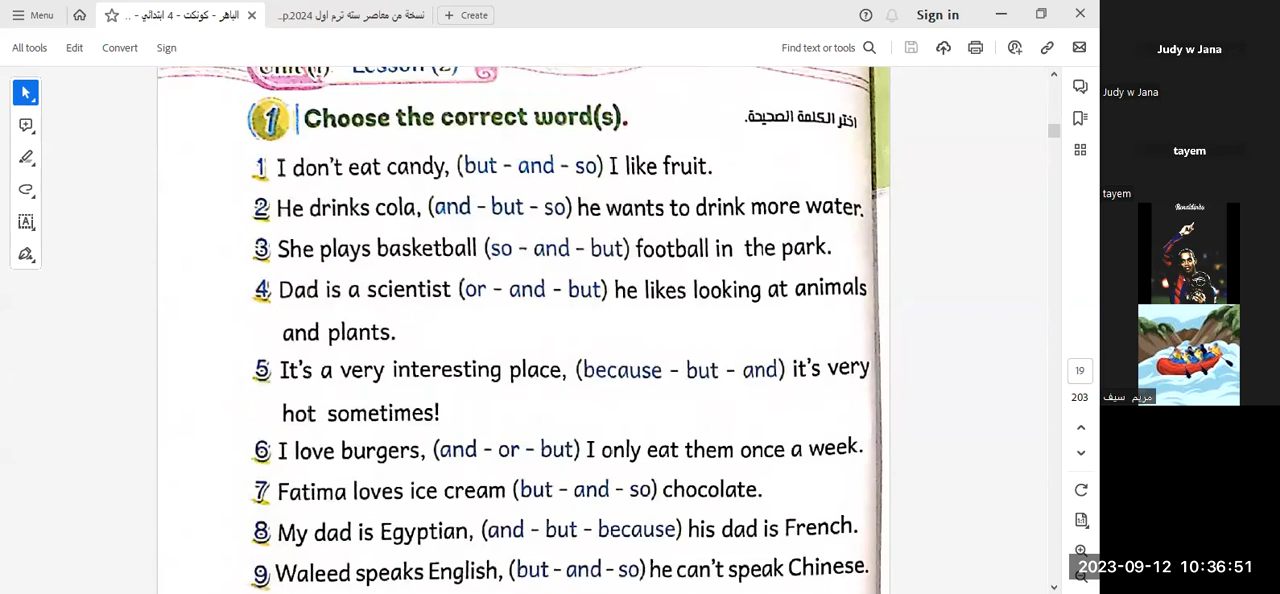 Menu
الباهر - كونكت - 4 ابتدائي - ..
نسخة من معاصر سته ترم اول 2024.p...
Create
Sign in
All tools
Edit
Convert
Sign
Find text or tools
Unit (1) Lesson (2)
1 Choose the correct word(s).
اختر الكلمة الصحيحة.
1 I don't eat candy, (but - and - so) I like fruit.
2 He drinks cola, (and - but - so) he wants to drink more water.
3 She plays basketball (so - and - but) football in the park.
4 Dad is a scientist (or - and - but) he likes looking at animals
and plants.
5 It's a very interesting place, (because - but - and) it's very
hot sometimes!
6 I love burgers, (and - or - but) I only eat them once a week.
7 Fatima loves ice cream (but - and - so) chocolate.
8 My dad is Egyptian, (and - but - because) his dad is French.
9 Waleed speaks English, (but - and - so) he can't speak Chinese.
19
203
Judy w Jana
Judy w Jana
tayem
tayem
Ronaldinho
مريم سيف
2023-09-12 10:36:51